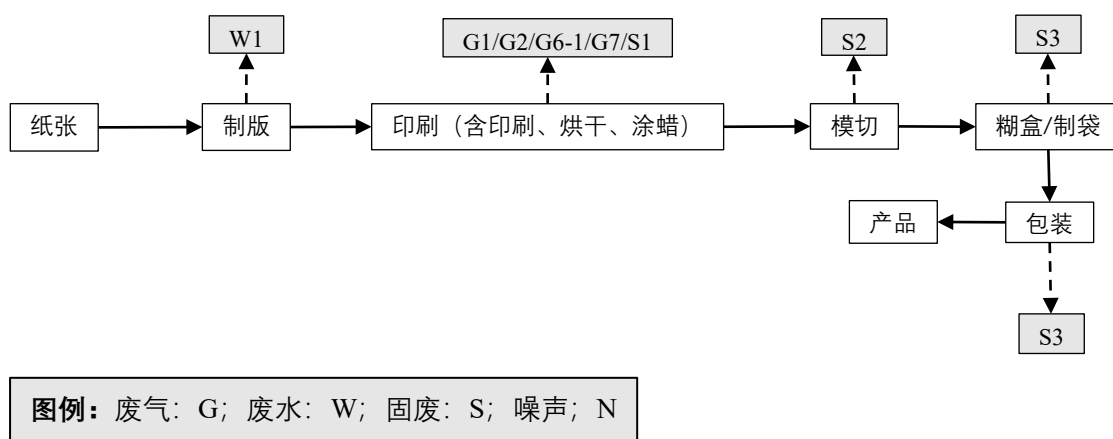 W1
G1/G2/G6-1/G7/S1
S2
S3
纸张
制版
印刷（含印刷、烘干、涂蜡）
模切
糊盒/制袋
产品
包装
S3
图例：废气：G；废水：W；固废：S；噪声；N